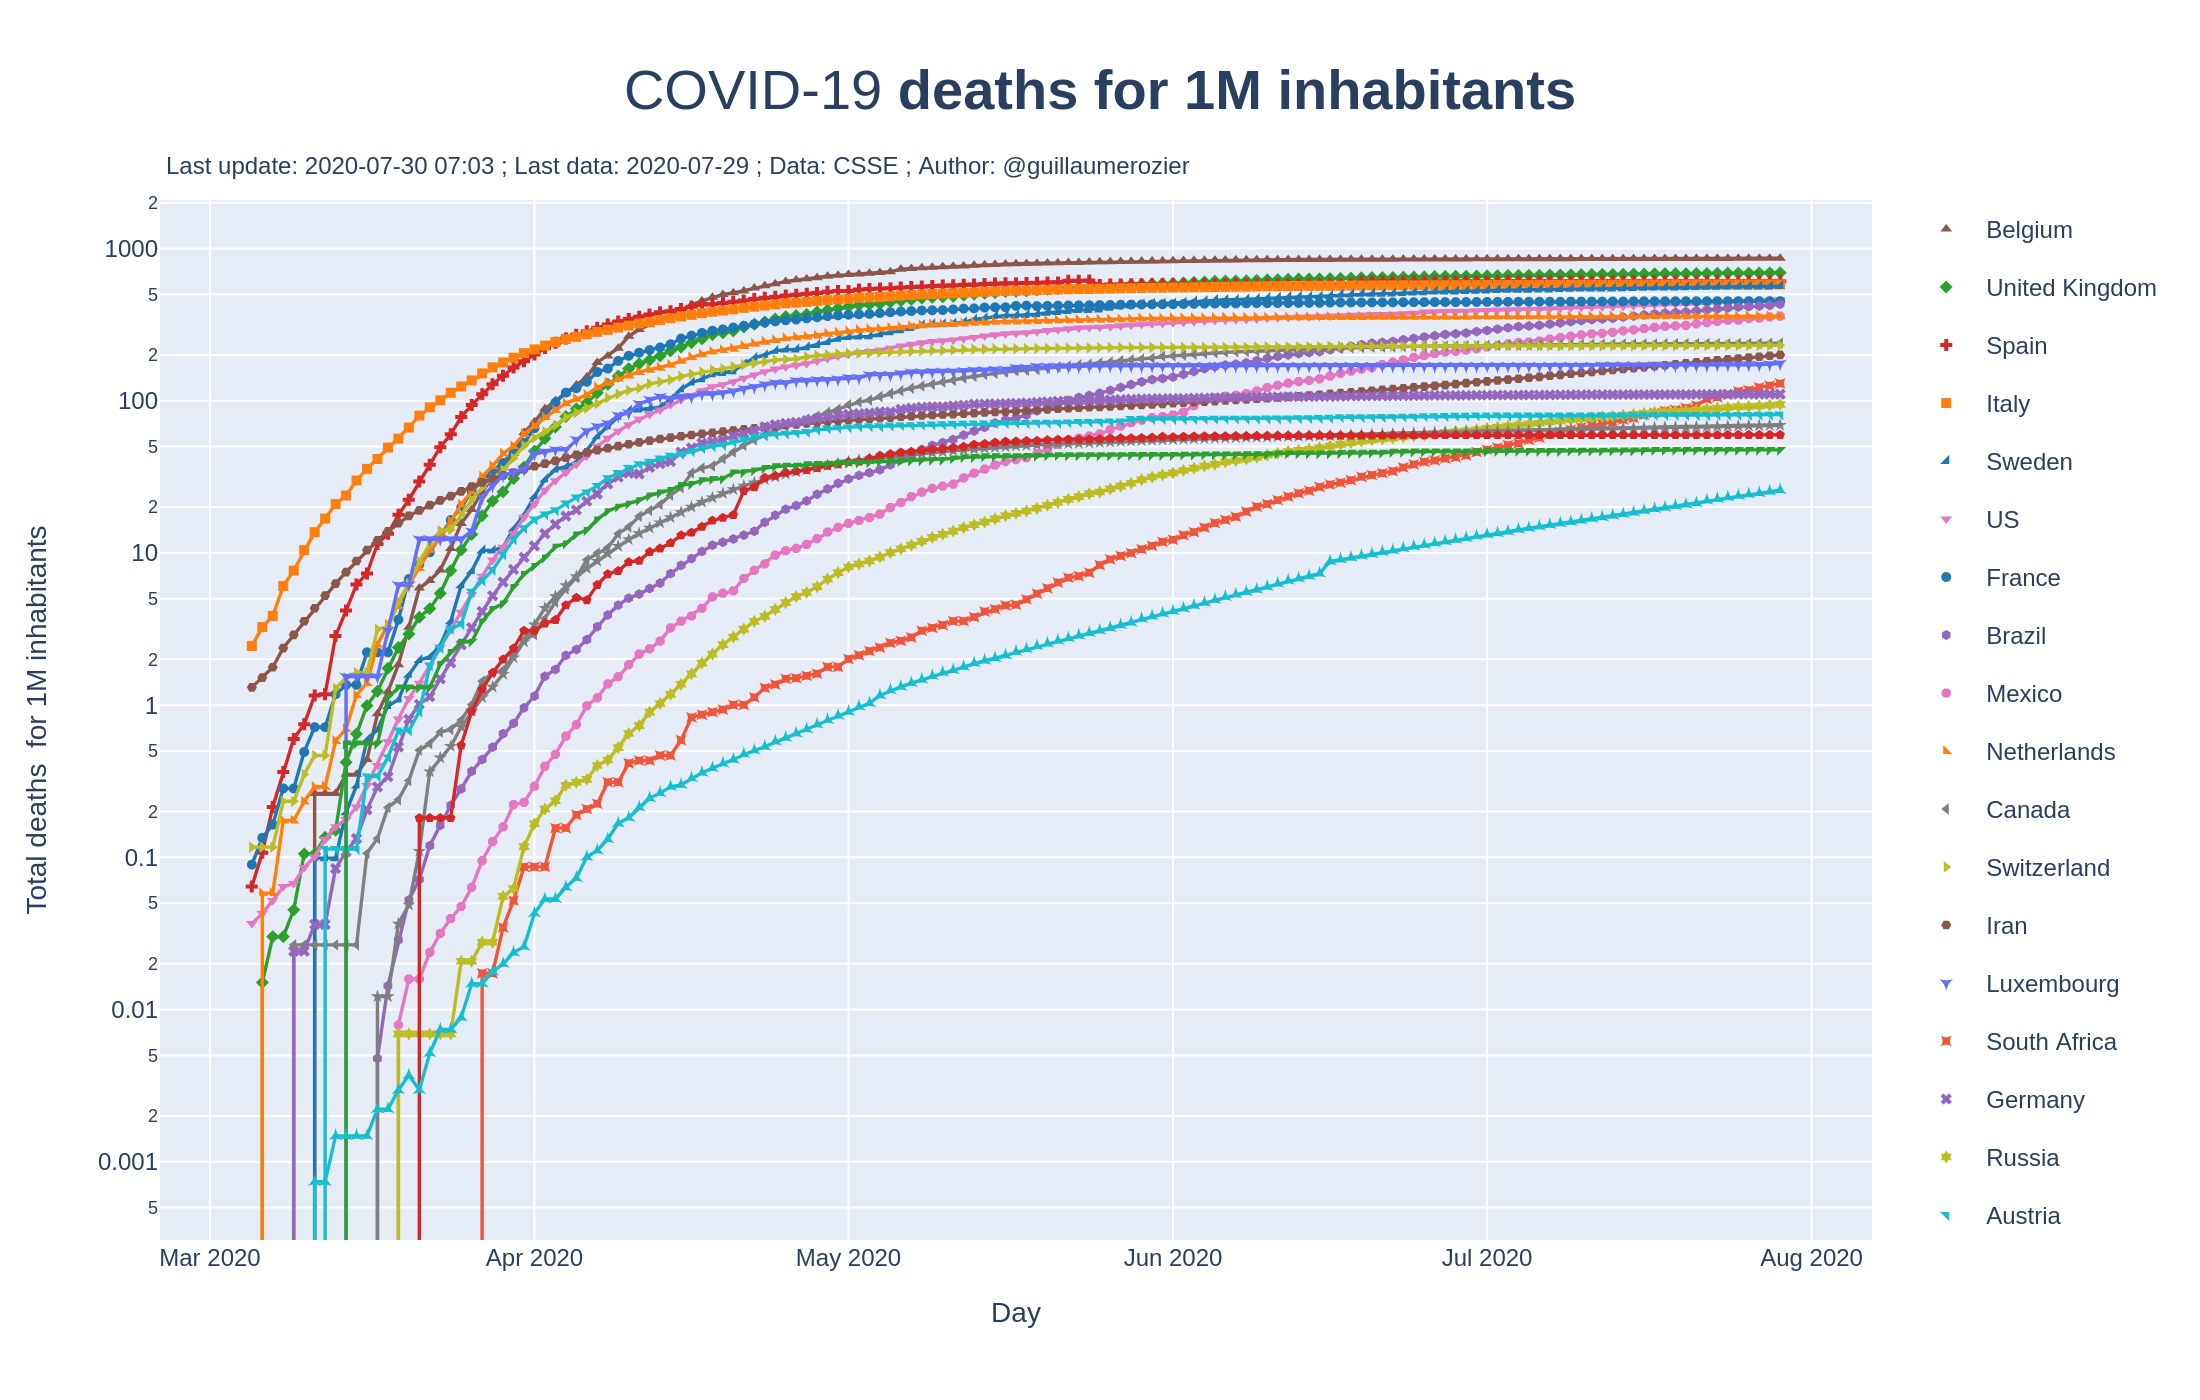 COVID-19 deaths for 1M inhabitants
Last update: 2020-07-30 07:03 ; Last data: 2020-07-29 ; Data: CSSE ; Author: @guillaumerozier
Total deaths for 1M inhabitants
2
1000
5
2
100
5
2
10
5
2
1
5
2
0.1
5
2
0.01
5
2
0.001
5
Mar 2020
Apr 2020
May 2020
Jun 2020
Jul 2020
Aug 2020
Day
Belgium
United Kingdom
Spain
Italy
Sweden
US
France
Brazil
Mexico
Netherlands
Canada
Switzerland
Iran
Luxembourg
South Africa
Germany
Russia
Austria